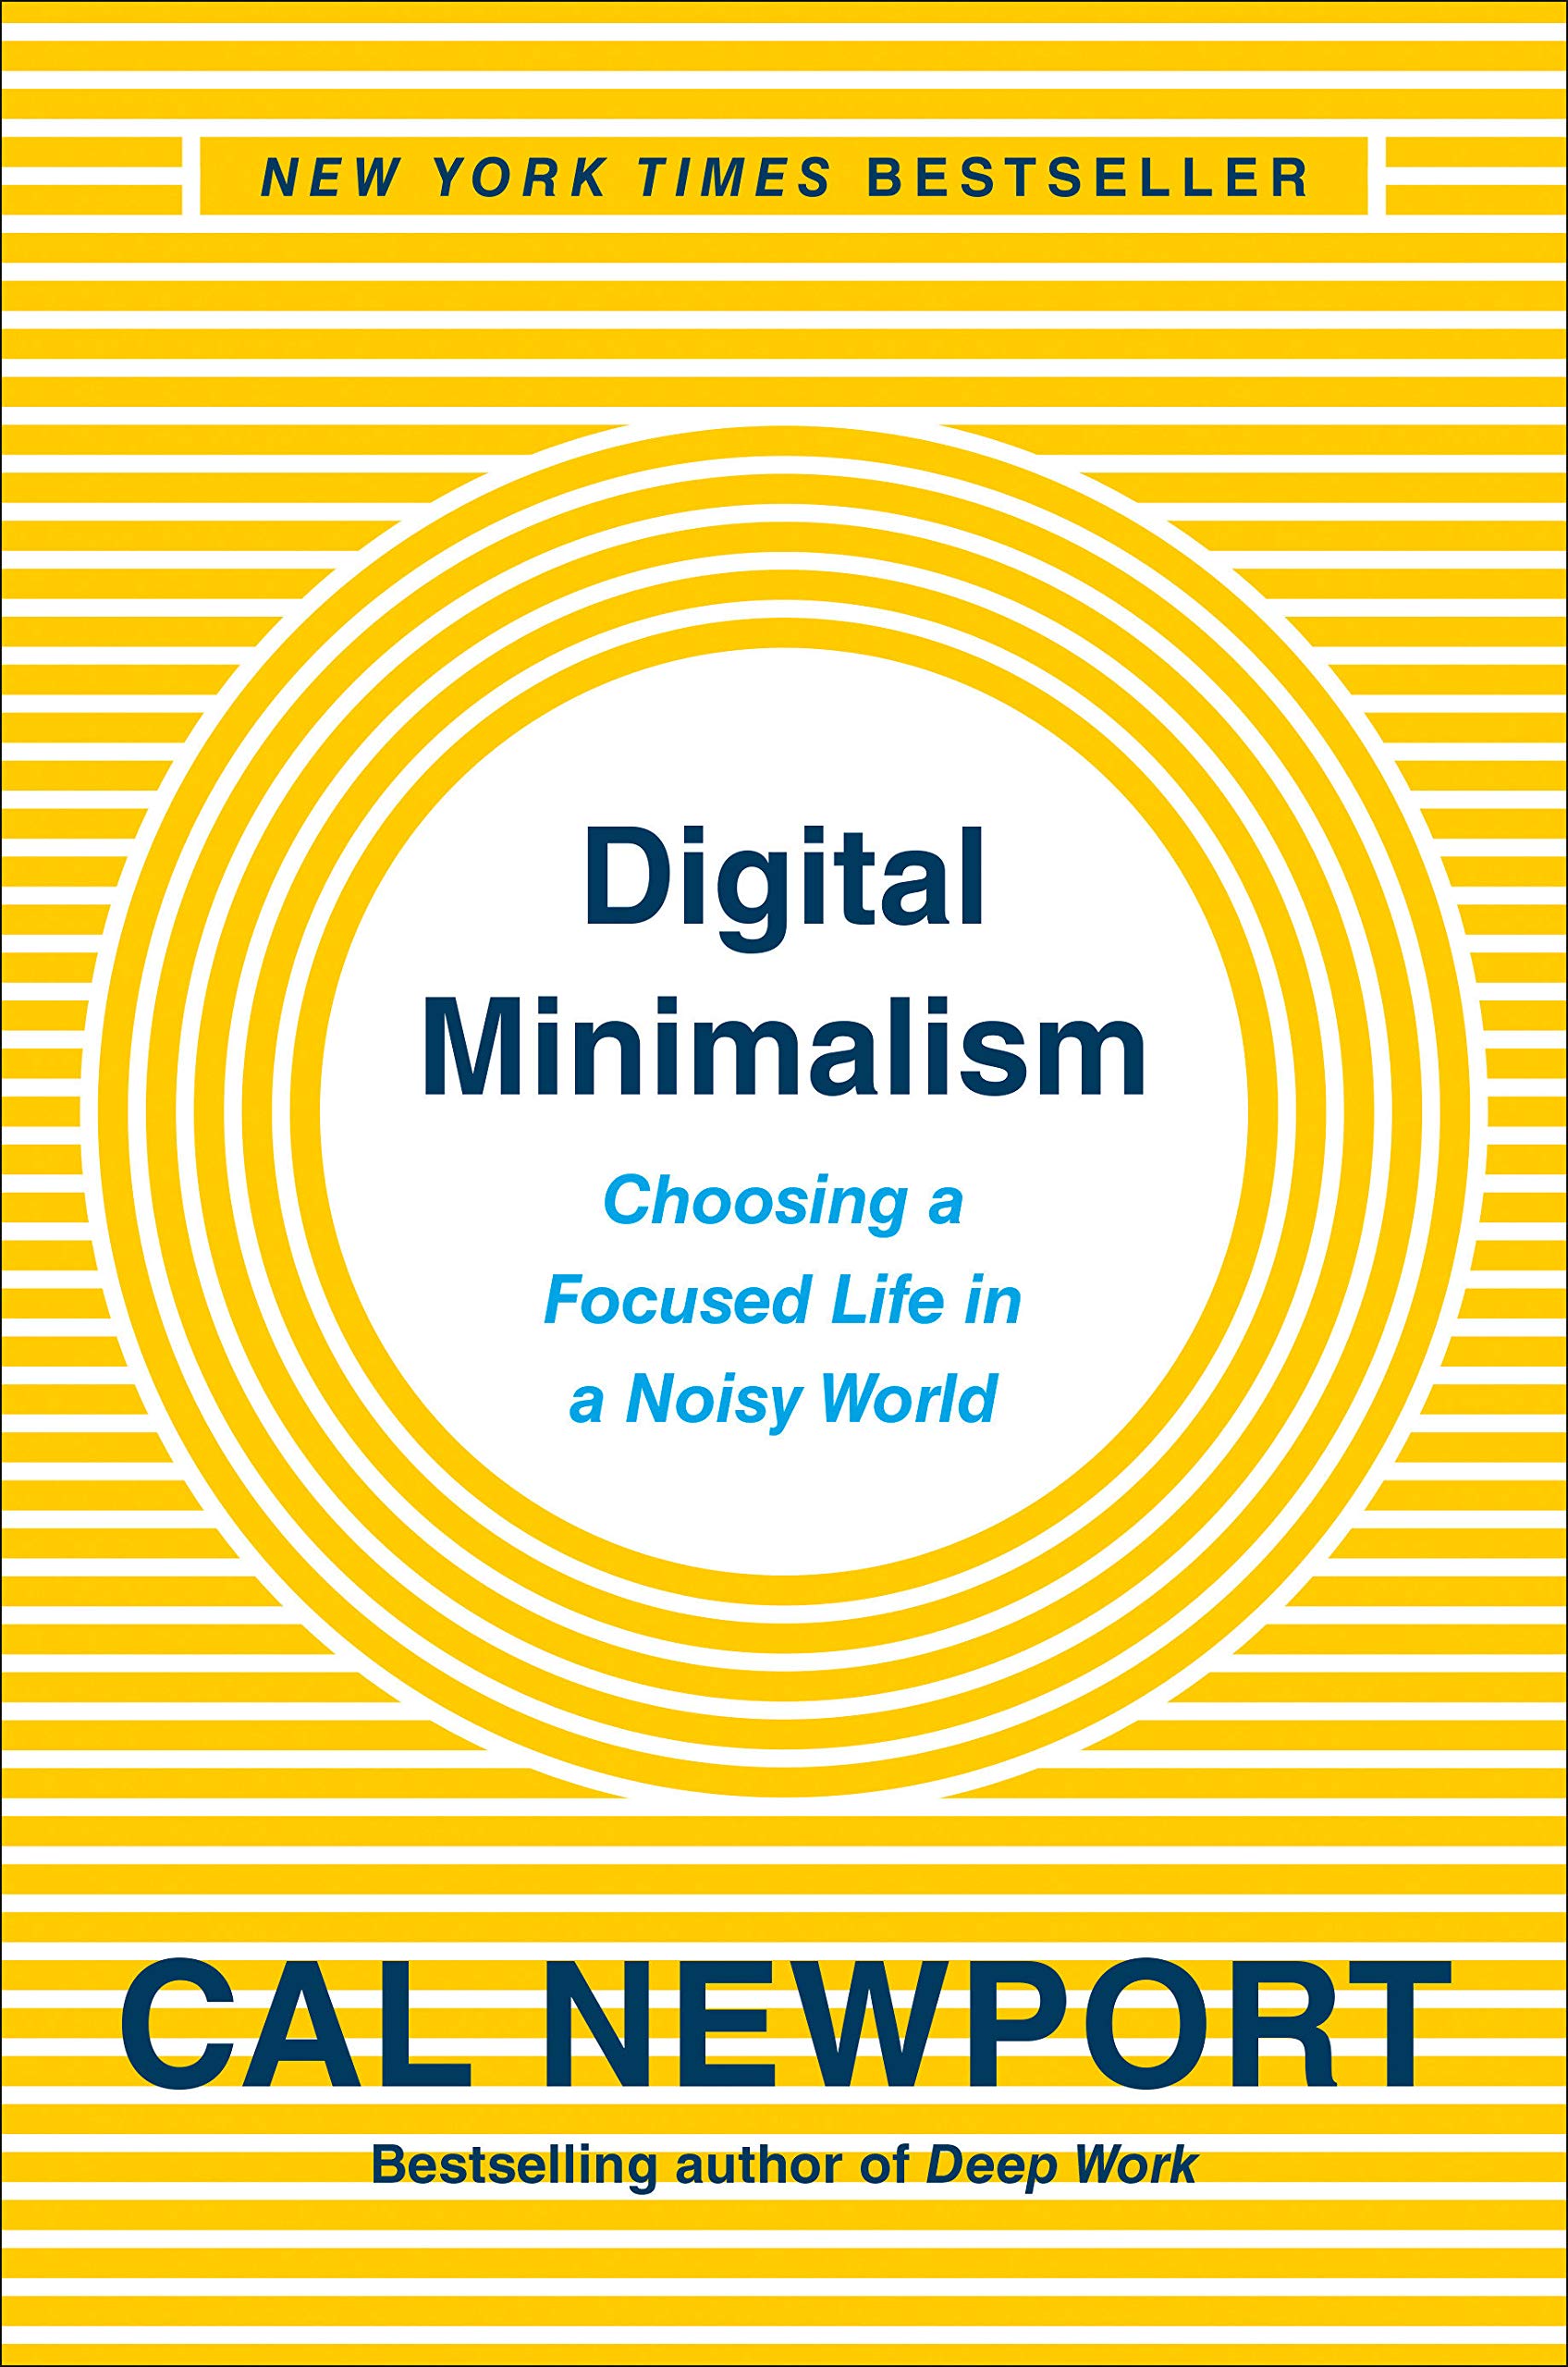 NEW YORK TIMES BESTSELLER
Digital
Minimalism
Choosing a
Focused Life in
a Noisy World
CAL NEWPORT
Bestselling author of Deep Work